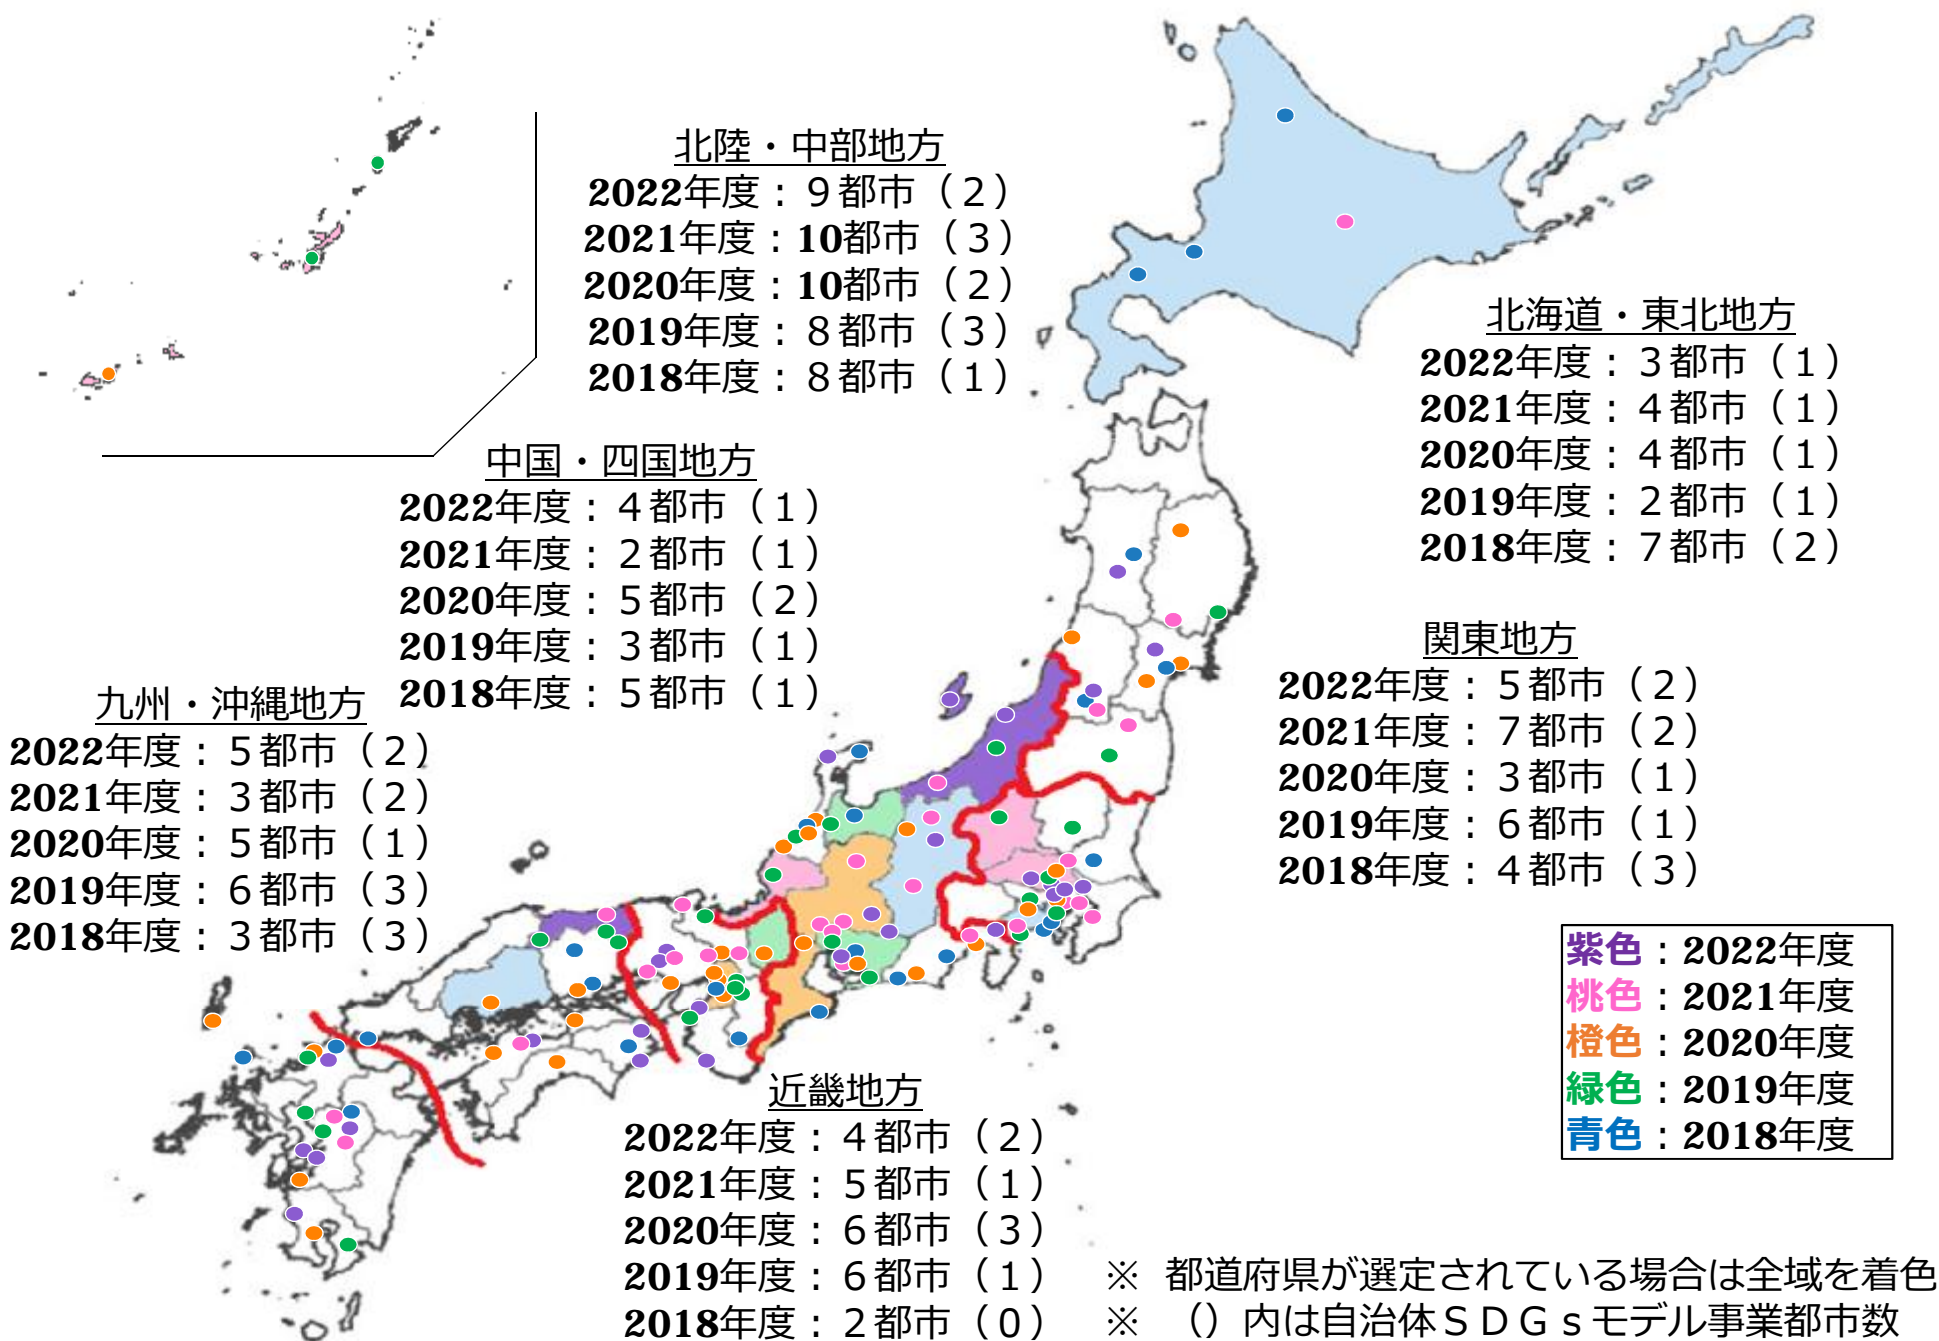 北陸・中部地方
2022年度：９都市（２）
2021年度：10都市（３）
2020年度：10都市（２）
2019年度：８都市（３）
2018年度：８都市（１）
北海道・東北地方
2022年度：３都市（１）
2021年度：４都市（１）
2020年度：４都市（１）
2019年度：２都市（１）
2018年度：７都市（２）
中国・四国地方
2022年度：４都市（１）
2021年度：２都市（１）
2020年度：５都市（２）
2019年度：３都市（１）
2018年度：５都市（１）
関東地方
2022年度：５都市（２）
2021年度：７都市（２）
2020年度：３都市（１）
2019年度：６都市（１）
2018年度：４都市（３）
九州・沖縄地方
2022年度：５都市（２）
2021年度：３都市（２）
2020年度：５都市（１）
2019年度：６都市（３）
2018年度：３都市（３）
紫色：2022年度
桃色：2021年度
橙色：2020年度
緑色：2019年度
青色：2018年度
近畿地方
2022年度：４都市（２）
2021年度：５都市（１）
2020年度：６都市（３）
2019年度：６都市（１）
2018年度：２都市（０）
※ 都道府県が選定されている場合は全域を着色
※ （）内は自治体ＳＤＧｓモデル事業都市数